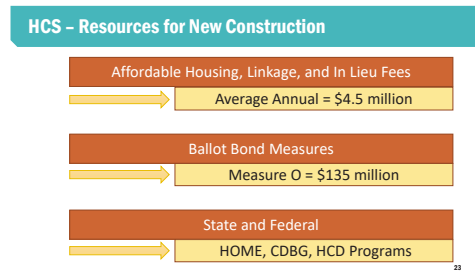 HCS – Resources for New Construction
Affordable Housing, Linkage, and In Lieu Fees
Average Annual = $4.5 million
Ballot Bond Measures
Measure O = $135 million
State and Federal
HOME, CDBG, HCD Programs
23